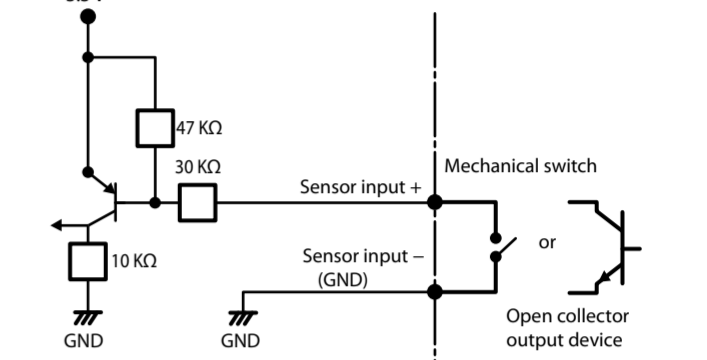 47 KΩ
30 KΩ
Mechanical switch
Sensor input +
or
Sensor input −
(GND)
10 KΩ
Open collector
output device
GND
GND